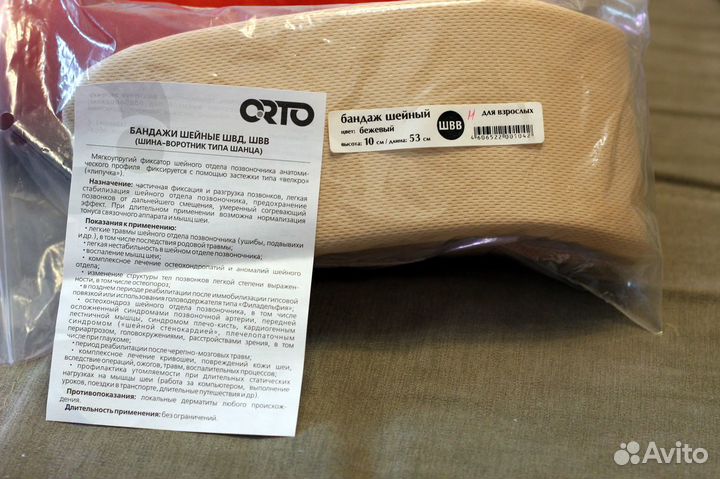 ORTO
БАНДАЖИ ШЕЙНЫЕ ШВД, ШВВ
(ШИНА-ВОРОТНИК ТИПА ШАНЦА)
Мягкоупругий фиксатор шейного отдела позвоночника анатоми-
ческого профиля фиксируется с помощью застежки типа «велкро»
(«липучка»).
Назначение: частичная фиксация и разгрузка позвонков, легкая
стабилизация шейного отдела позвоночника, предохранение
позвонков от дальнейшего смещения, умеренный согревающий
эффект. При длительном применении возможна нормализация
тонуса связочного аппарата и мышц шеи.
Показания к применению:
• легкие травмы шейного отдела позвоночника (ушибы, подвывихи
и др.), в том числе последствия родовой травмы;
• легкая нестабильность в шейном отделе позвоночника;
• воспаление мышц шеи;
• комплексное лечение остеохондропатий и аномалий шейного
отдела;
• изменение структуры тел позвонков легкой степени выражен-
ности, в том числе остеопороз;
• в позднем периоде реабилитации после иммобилизации гипсовой
повязкой или использования головодержателя типа «Филадельфия»;
• остеохондроз шейного отдела позвоночника, в том числе
осложненный синдромами позвоночной артерии, передней
лестничной мышцы, синдромом плечо-кисть, кардиогенным
синдромом («шейной стенокардией», плечелопаточным
периартрозом, головокружениями, расстройствами зрения, в том
числе при глаукоме;
• период реабилитации после черепно-мозговых травм;
• комплексное лечение кривошеи, повреждений кожи шеи,
вследствие операций, ожогов, травм, воспалительных процессов;
• профилактика утомляемости при длительных статических
нагрузках на мышцы шеи (работа за компьютером, выполнение
уроков, поездки в транспорте, длительные путешествия и др).
Противопоказания: локальные дерматиты любого происхож-
дения.
Длительность применения: без ограничений.
бандаж шейный
цвет: бежевый
высота: 10 см / длина: 53 см
ШВВ
для взрослых
4 606522 001042
Avito